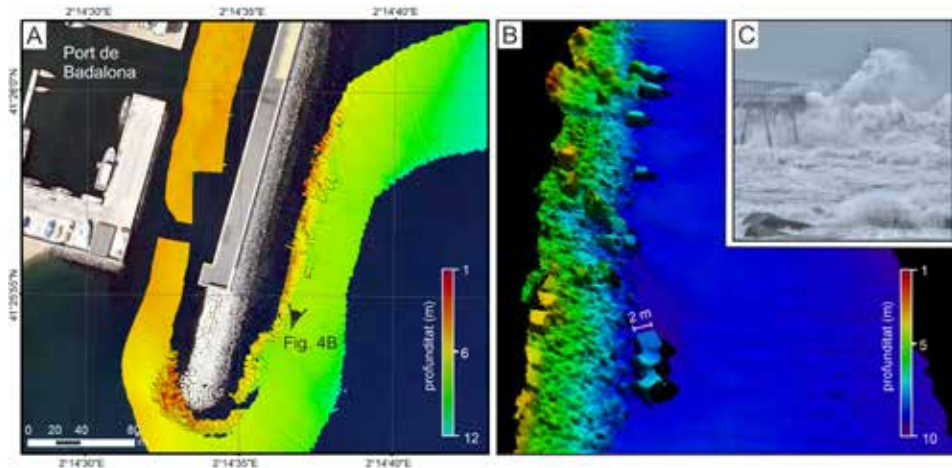 2°14'30"E 2°14'35"E 2°14'40"E
A
Port de
Badalona
41°26'0"N
41°25'55"N
Fig. 4B
1
6
12
profunditat (m)
0 20 40 80
2°14'30"E 2°14'35"E 2°14'40"E
B
2 m
1
5
10
profunditat (m)
C